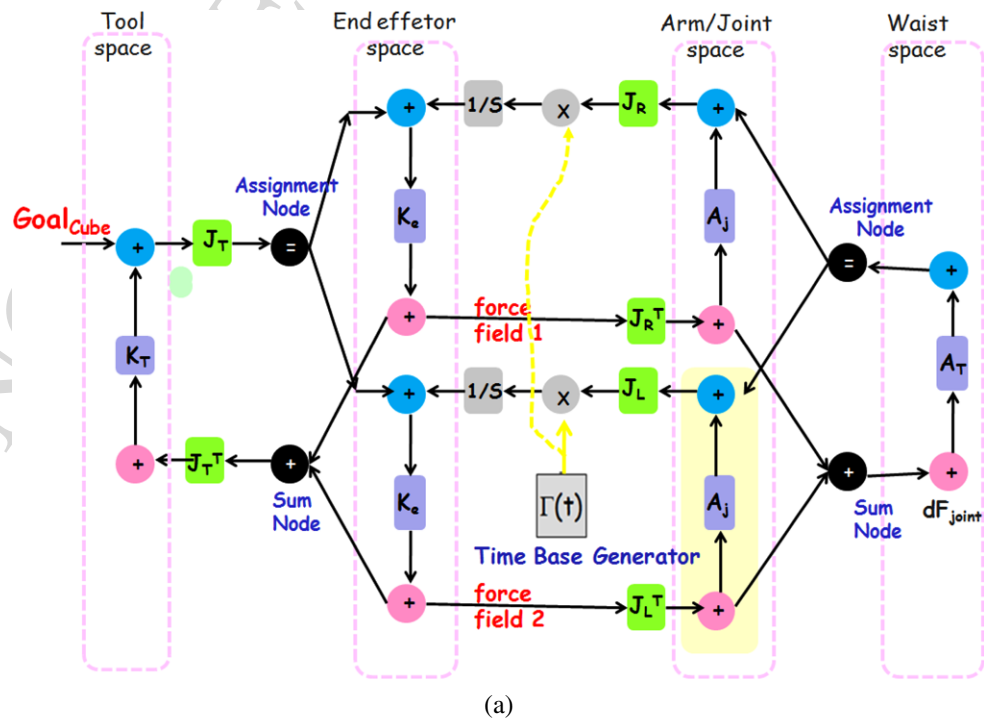 Tool
space
End effetor
space
Arm/Joint
space
Waist
space
+
1/S
x
J_R
+
Assignment
Node
Assignment
Node
K_e
A_j
Goal_Cube
+
J_T
=
=
+
force
field 1
+
J_R^T
+
K_T
A_T
+
1/S
x
J_L
+
+
J_T^T
+
Sum
Node
K_e
Γ(t)
A_j
+
Sum
Node
+
dF_joint
Time Base Generator
+
force
field 2
J_L^T
+
(a)